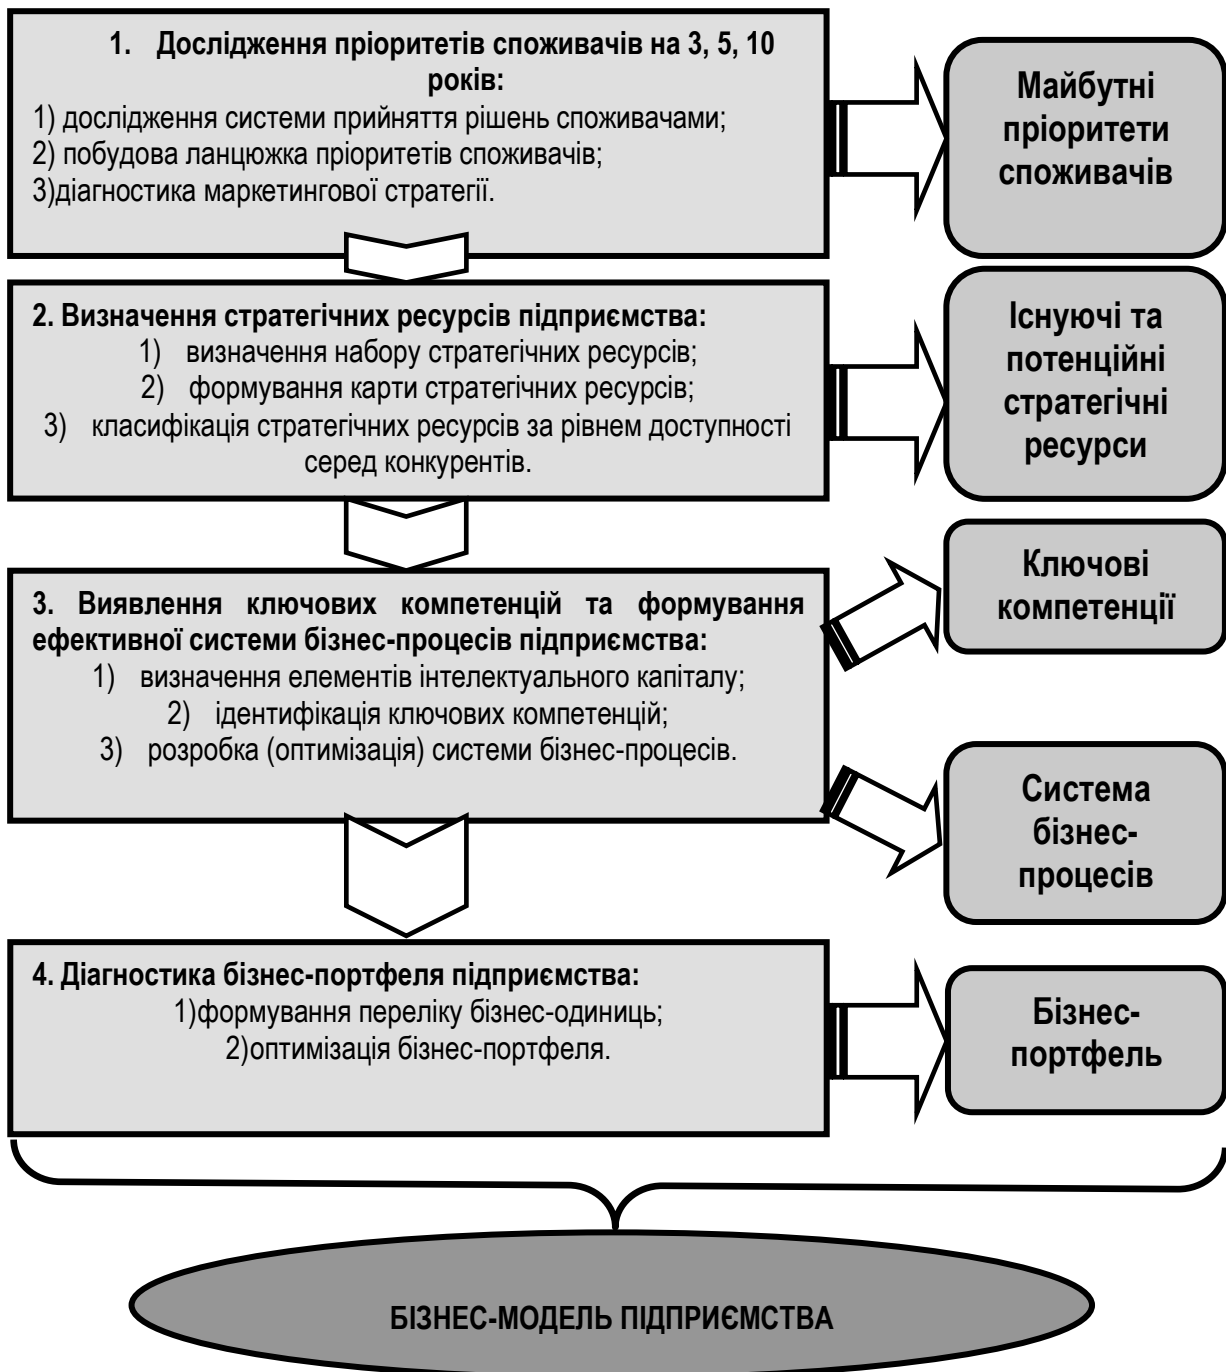 1. Дослідження пріоритетів споживачів на 3, 5, 10
років:
1) дослідження системи прийняття рішень споживачами;
2) побудова ланцюжка пріоритетів споживачів;
3)діагностика маркетингової стратегії.
Майбутні
пріоритети
споживачів
2. Визначення стратегічних ресурсів підприємства:
1) визначення набору стратегічних ресурсів;
2) формування карти стратегічних ресурсів;
3) класифікація стратегічних ресурсів за рівнем доступності
серед конкурентів.
Існуючі та
потенційні
стратегічні
ресурси
3. Виявлення ключових компетенцій та формування
ефективної системи бізнес-процесів підприємства:
1) визначення елементів інтелектуального капіталу;
2) ідентифікація ключових компетенцій;
3) розробка (оптимізація) системи бізнес-процесів.
Ключові
компетенції
Система
бізнес-
процесів
4. Діагностика бізнес-портфеля підприємства:
1)формування переліку бізнес-одиниць;
2)оптимізація бізнес-портфеля.
Бізнес-
портфель
БІЗНЕС-МОДЕЛЬ ПІДПРИЄМСТВА